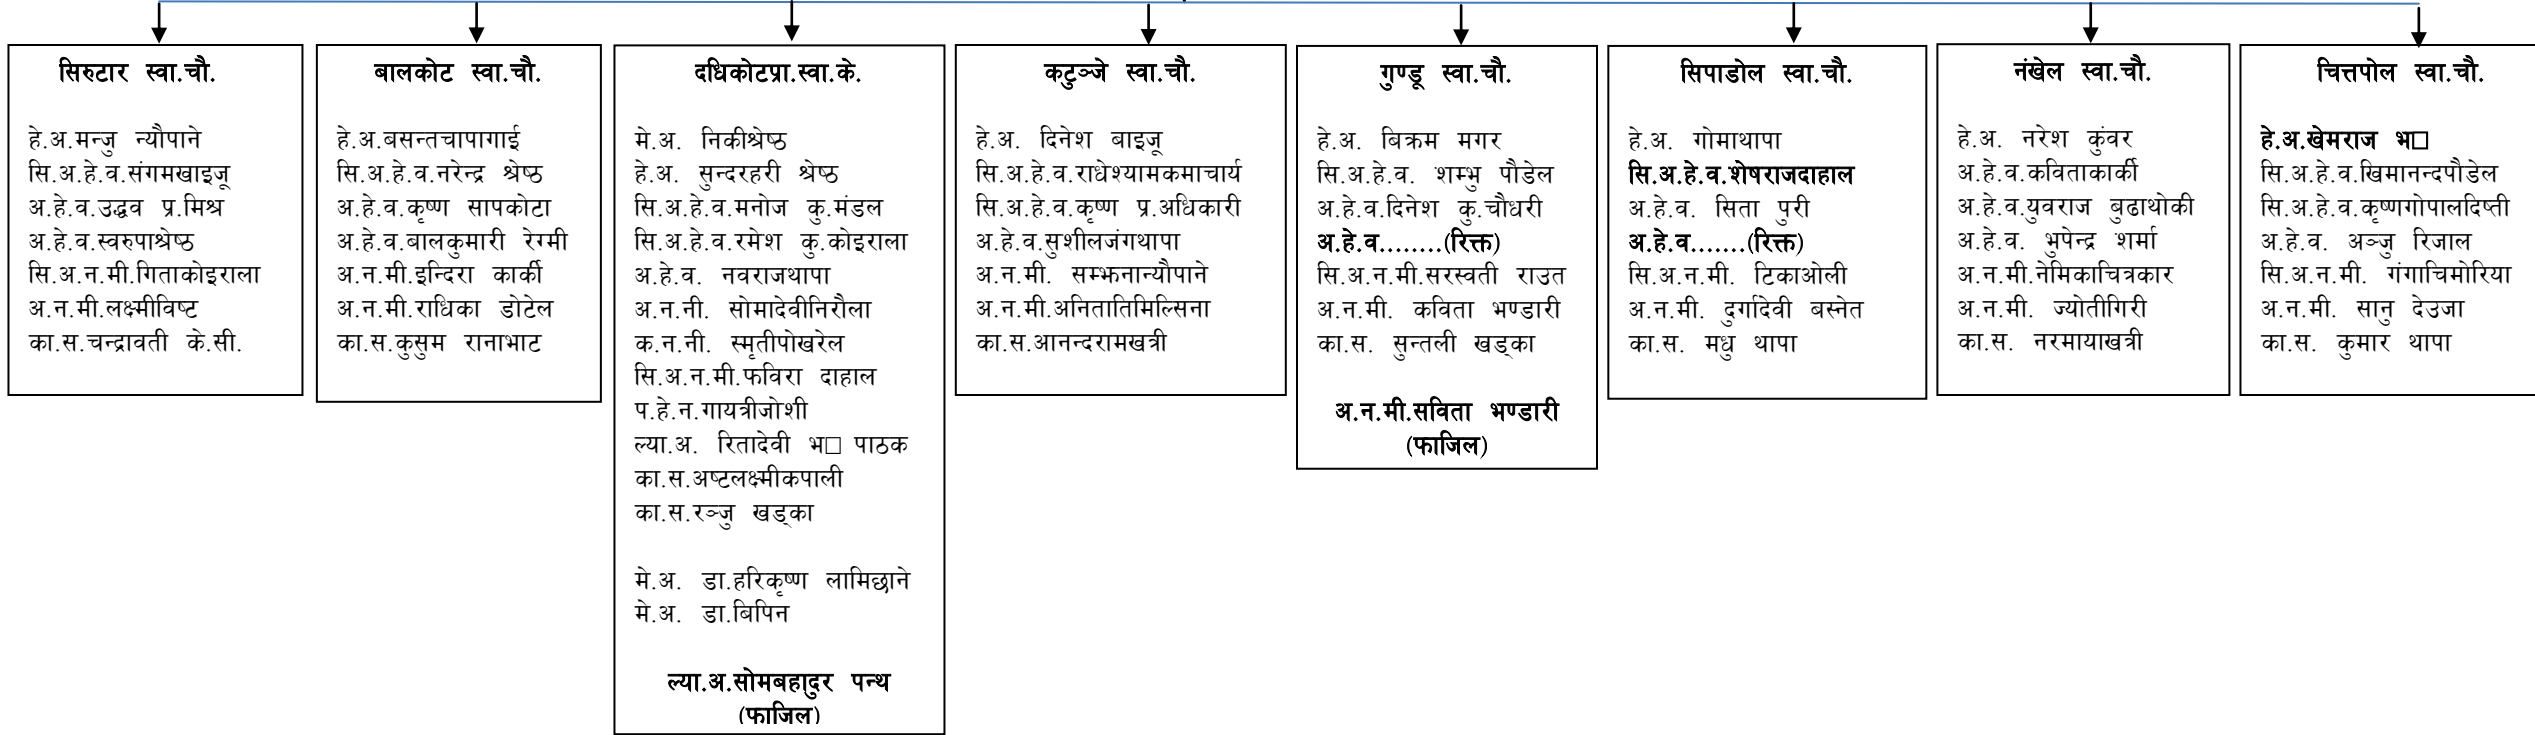 सिरुटार स्वा.चौ.
हे.अ.मन्जु न्यौपाने
सि.अ.हे.व.संगमखाइजू
अ.हे.व.उद्धव प्र.मिश्र
अ.हे.व.स्वरुपाश्रेष्ठ
सि.अ.न.मी.गिताकोइराला
अ.न.मी.लक्ष्मीविष्ट
का.स.चन्द्रावती के.सी.
बालकोट स्वा.चौ.
हे.अ.बसन्तचापागाई
सि.अ.हे.व.नरेन्द्र श्रेष्ठ
अ.हे.व.कृष्ण सापकोटा
अ.हे.व.बालकुमारी रेग्मी
अ.न.मी.इन्दिरा कार्की
अ.न.मी.राधिका डोटेल
का.स.कुसुम रानाभाट
दधिकोटप्रा.स्वा.के.
मे.अ. निकीश्रेष्ठ
हे.अ. सुन्दरहरी श्रेष्ठ
सि.अ.हे.व.मनोज कु.मंडल
सि.अ.हे.व.रमेश कु.कोइराला
अ.हे.व. नवराजथापा
अ.न.नी. सोमादेवीनिरौला
क.न.नी. स्मृतीपोखरेल
सि.अ.न.मी.फविरा दाहाल
प.हे.न.गायत्रीजोशी
ल्या.अ. रितादेवी भ□ पाठक
का.स.अष्टलक्ष्मीकपाली
का.स.रञ्जु खड्का
मे.अ. डा.हरिकृष्ण लामिछाने
मे.अ. डा.बिपिन
ल्या.अ.सोमबहादुर पन्थ
(फाजिल)
कटुञ्जे स्वा.चौ.
हे.अ. दिनेश बाइजू
सि.अ.हे.व.राधेश्यामकमाचार्य
सि.अ.हे.व.कृष्ण प्र.अधिकारी
अ.हे.व.सुशीलजंगथापा
अ.न.मी. सम्झनान्यौपाने
अ.न.मी.अनितातिमिल्सिना
का.स.आनन्दरामखत्री
गुण्डू स्वा.चौ.
हे.अ. बिक्रम मगर
सि.अ.हे.व. शम्भु पौडेल
अ.हे.व.दिनेश कु.चौधरी
अ.हे.व........(रिक्त)
सि.अ.न.मी.सरस्वती राउत
अ.न.मी. कविता भण्डारी
का.स. सुन्तली खड्का
अ.न.मी.सविता भण्डारी
(फाजिल)
सिपाडोल स्वा.चौ.
हे.अ. गोमाथापा
सि.अ.हे.व.शेषराजदाहाल
अ.हे.व. सिता पुरी
अ.हे.व.......(रिक्त)
सि.अ.न.मी. टिकाओली
अ.न.मी. दुर्गादेवी बस्नेत
का.स. मधु थापा
नंखेल स्वा.चौ.
हे.अ. नरेश कुंवर
अ.हे.व.कविताकार्की
अ.हे.व.युवराज बुढाथोकी
अ.हे.व. भुपेन्द्र शर्मा
अ.न.मी.नेमिकाचित्रकार
अ.न.मी. ज्योतीगिरी
का.स. नरमायाखत्री
चित्तपोल स्वा.चौ.
हे.अ.खेमराज भ□
सि.अ.हे.व.खिमानन्दपौडेल
सि.अ.हे.व.कृष्णगोपालदिष्ती
अ.हे.व. अञ्जु रिजाल
सि.अ.न.मी. गंगाचिमोरिया
अ.न.मी. सानु देउजा
का.स. कुमार थापा